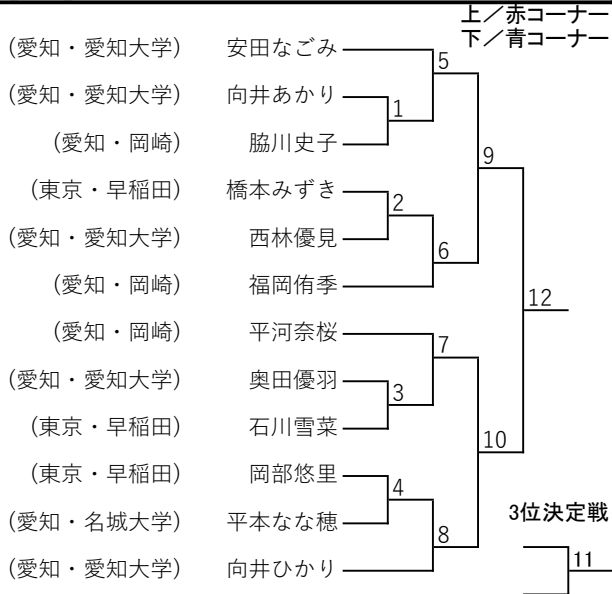 上／赤コーナー
下／青コーナー
(愛知・愛知大学) 安田なごみ
5
(愛知・愛知大学) 向井あかり
1
(愛知・岡崎) 脇川史子
9
(東京・早稲田) 橋本みずき
2
(愛知・愛知大学) 西林優見
6
(愛知・岡崎) 福岡侑季
12
(愛知・岡崎) 平河奈桜
7
(愛知・愛知大学) 奥田優羽
3
(東京・早稲田) 石川雪菜
10
(東京・早稲田) 岡部悠里
4
(愛知・名城大学) 平本なな穂
3位決定戦
8
(愛知・愛知大学) 向井ひかり
11